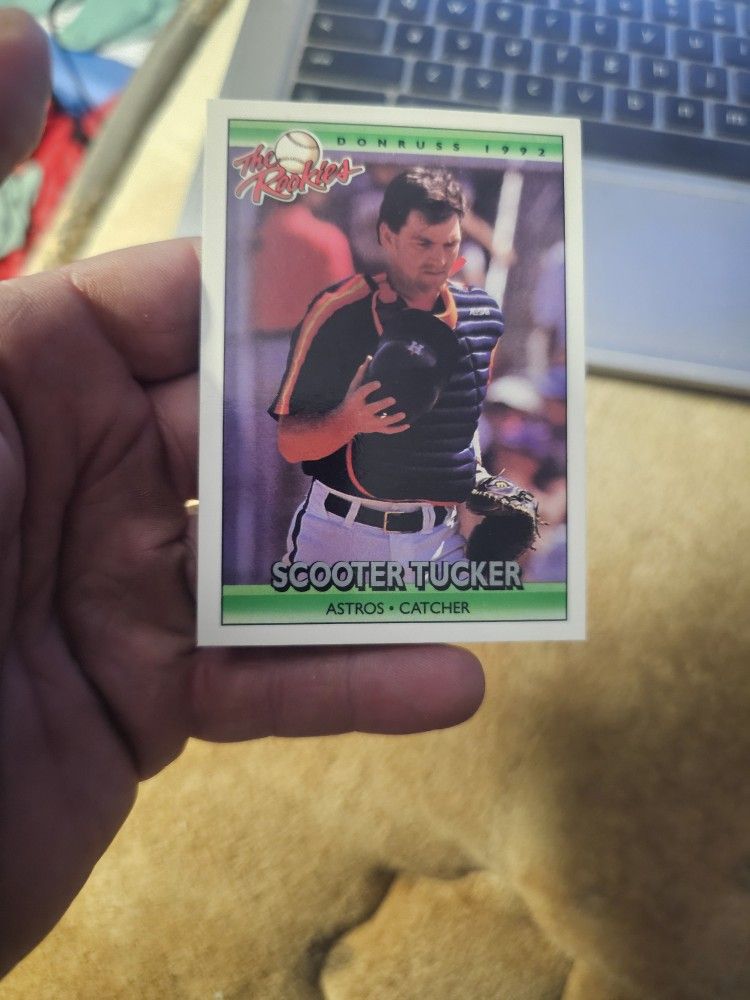 The Rookies
DONRUSS 1992
SCOOTER TUCKER
ASTROS • CATCHER